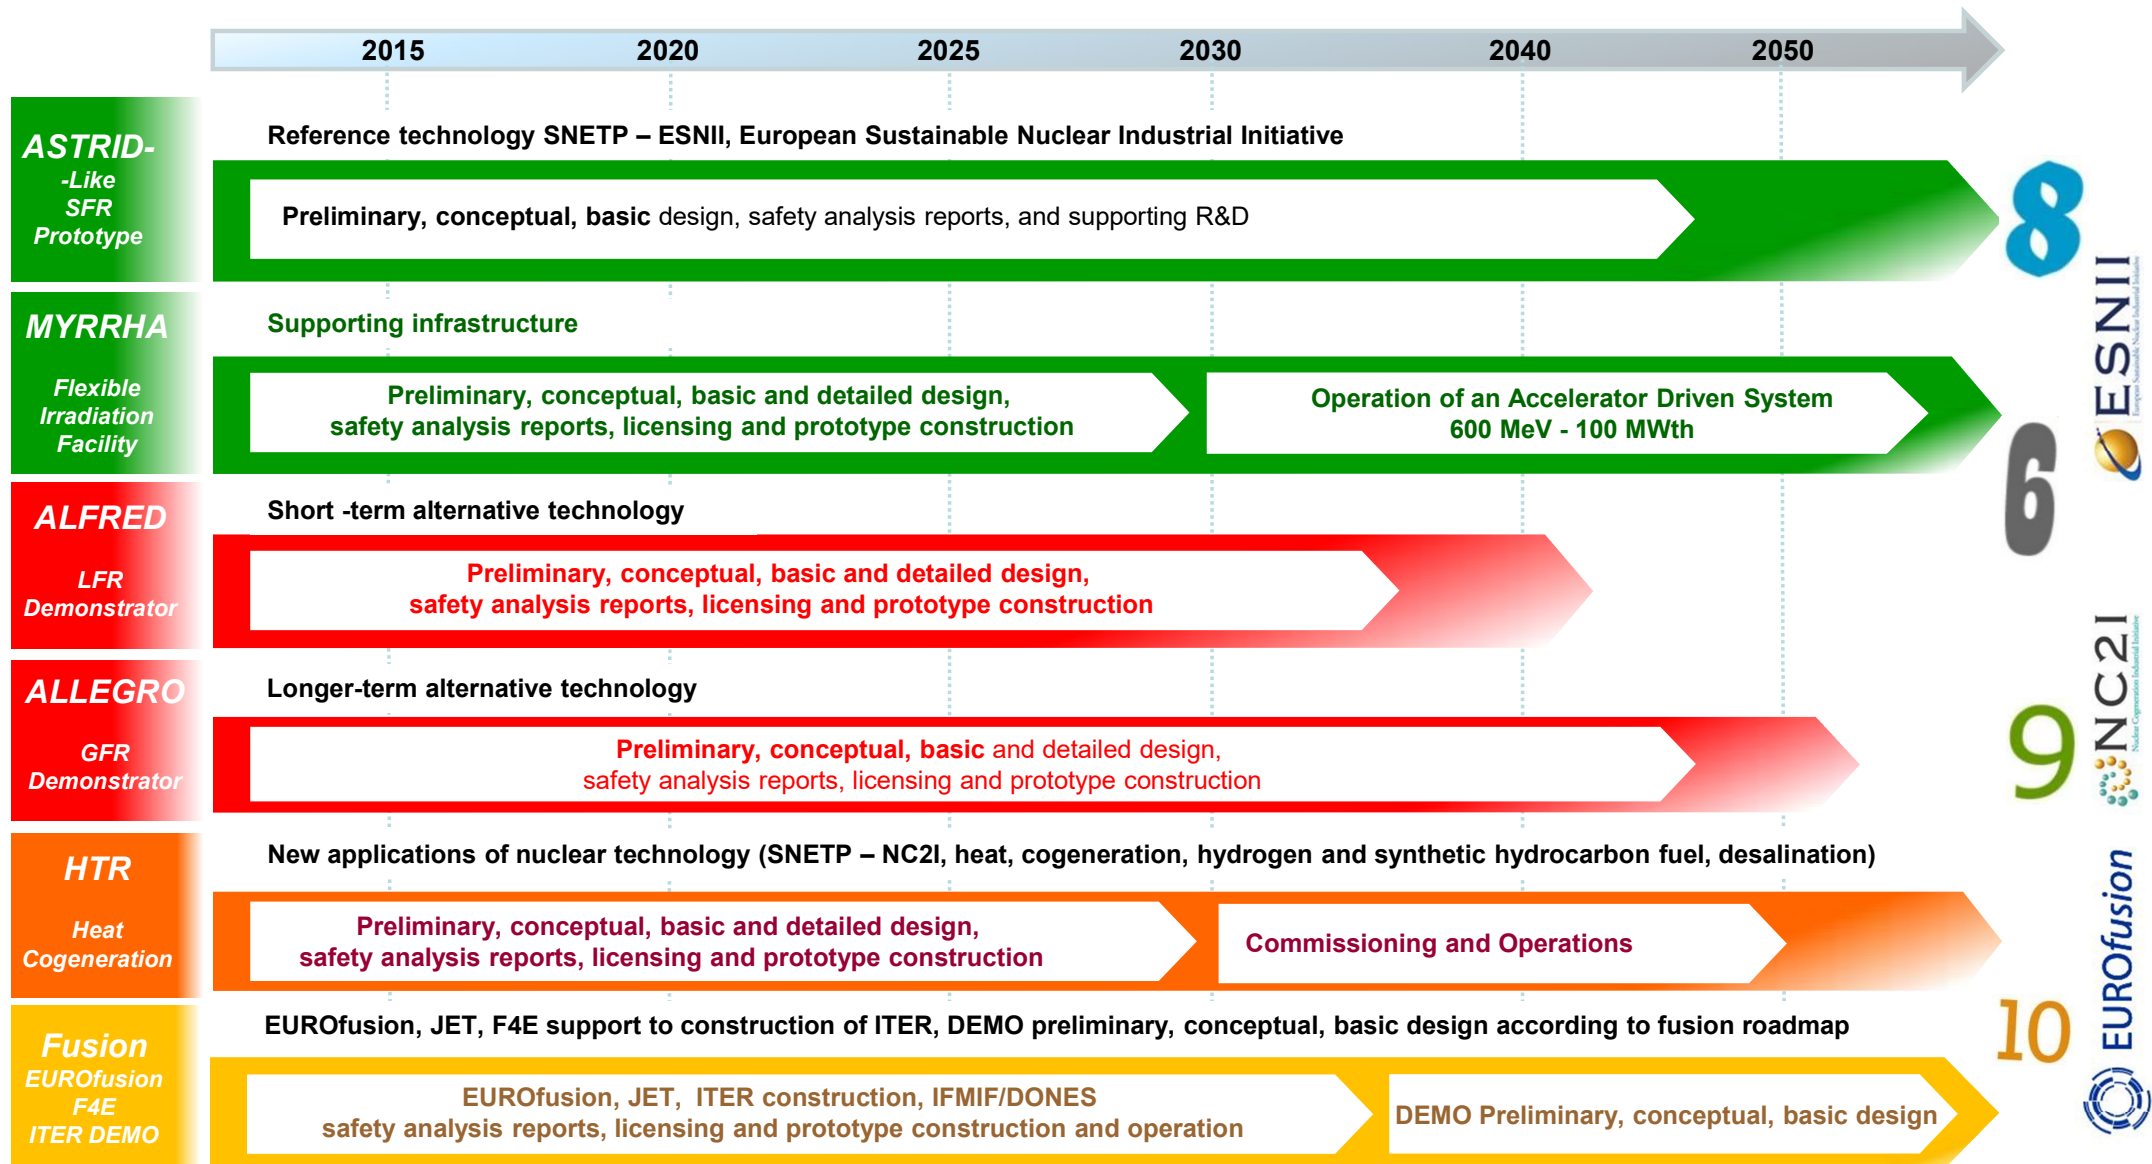 2015 2020 2025 2030 2040 2050
ASTRID-
-Like
SFR
Prototype
Reference technology SNETP – ESNII, European Sustainable Nuclear Industrial Initiative
Preliminary, conceptual, basic design, safety analysis reports, and supporting R&D
8
MYRRHA
Flexible
Irradiation
Facility
Supporting infrastructure
Preliminary, conceptual, basic and detailed design,
safety analysis reports, licensing and prototype construction
Operation of an Accelerator Driven System
600 MeV - 100 MWth
ESNII
European Sustainable Nuclear Industrial Initiative
6
ALFRED
LFR
Demonstrator
Short -term alternative technology
Preliminary, conceptual, basic and detailed design,
safety analysis reports, licensing and prototype construction
ALLEGRO
GFR
Demonstrator
Longer-term alternative technology
Preliminary, conceptual, basic and detailed design,
safety analysis reports, licensing and prototype construction
9
NC2I
Nuclear Cogeneration Industrial Initiative
HTR
Heat
Cogeneration
New applications of nuclear technology (SNETP – NC2I, heat, cogeneration, hydrogen and synthetic hydrocarbon fuel, desalination)
Preliminary, conceptual, basic and detailed design,
safety analysis reports, licensing and prototype construction
Commissioning and Operations
Fusion
EUROfusion
F4E
ITER DEMO
EUROfusion, JET, F4E support to construction of ITER, DEMO preliminary, conceptual, basic design according to fusion roadmap
EUROfusion, JET, ITER construction, IFMIF/DONES
safety analysis reports, licensing and prototype construction and operation
DEMO Preliminary, conceptual, basic design
10
EUROfusion